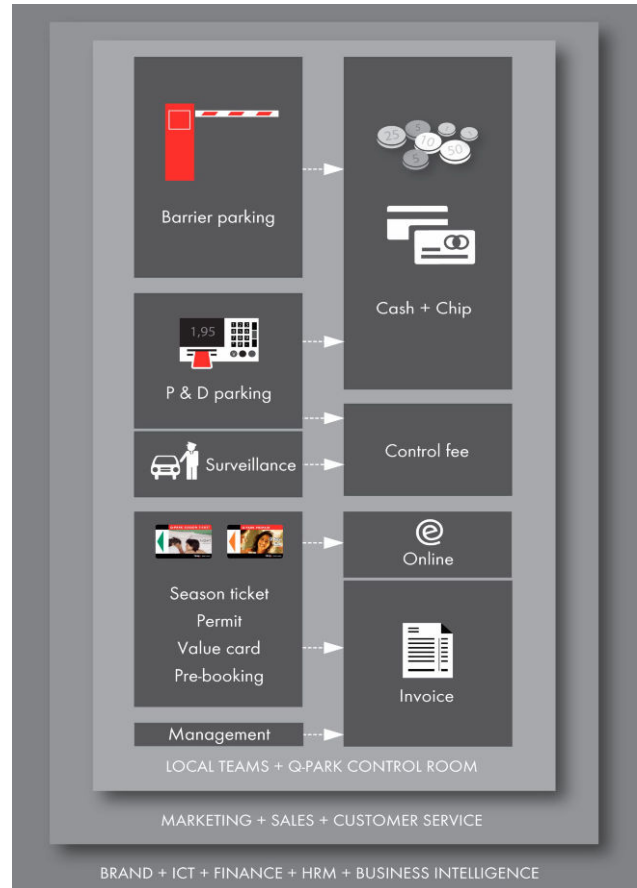 25
5
10
50
5
Barrier parking
Cash + Chip
1,95
P & D parking
Surveillance
Control fee
Season ticket
Permit
Value card
Pre-booking
Online
Invoice
Management
LOCAL TEAMS + Q-PARK CONTROL ROOM
MARKETING + SALES + CUSTOMER SERVICE
BRAND + ICT + FINANCE + HRM + BUSINESS INTELLIGENCE